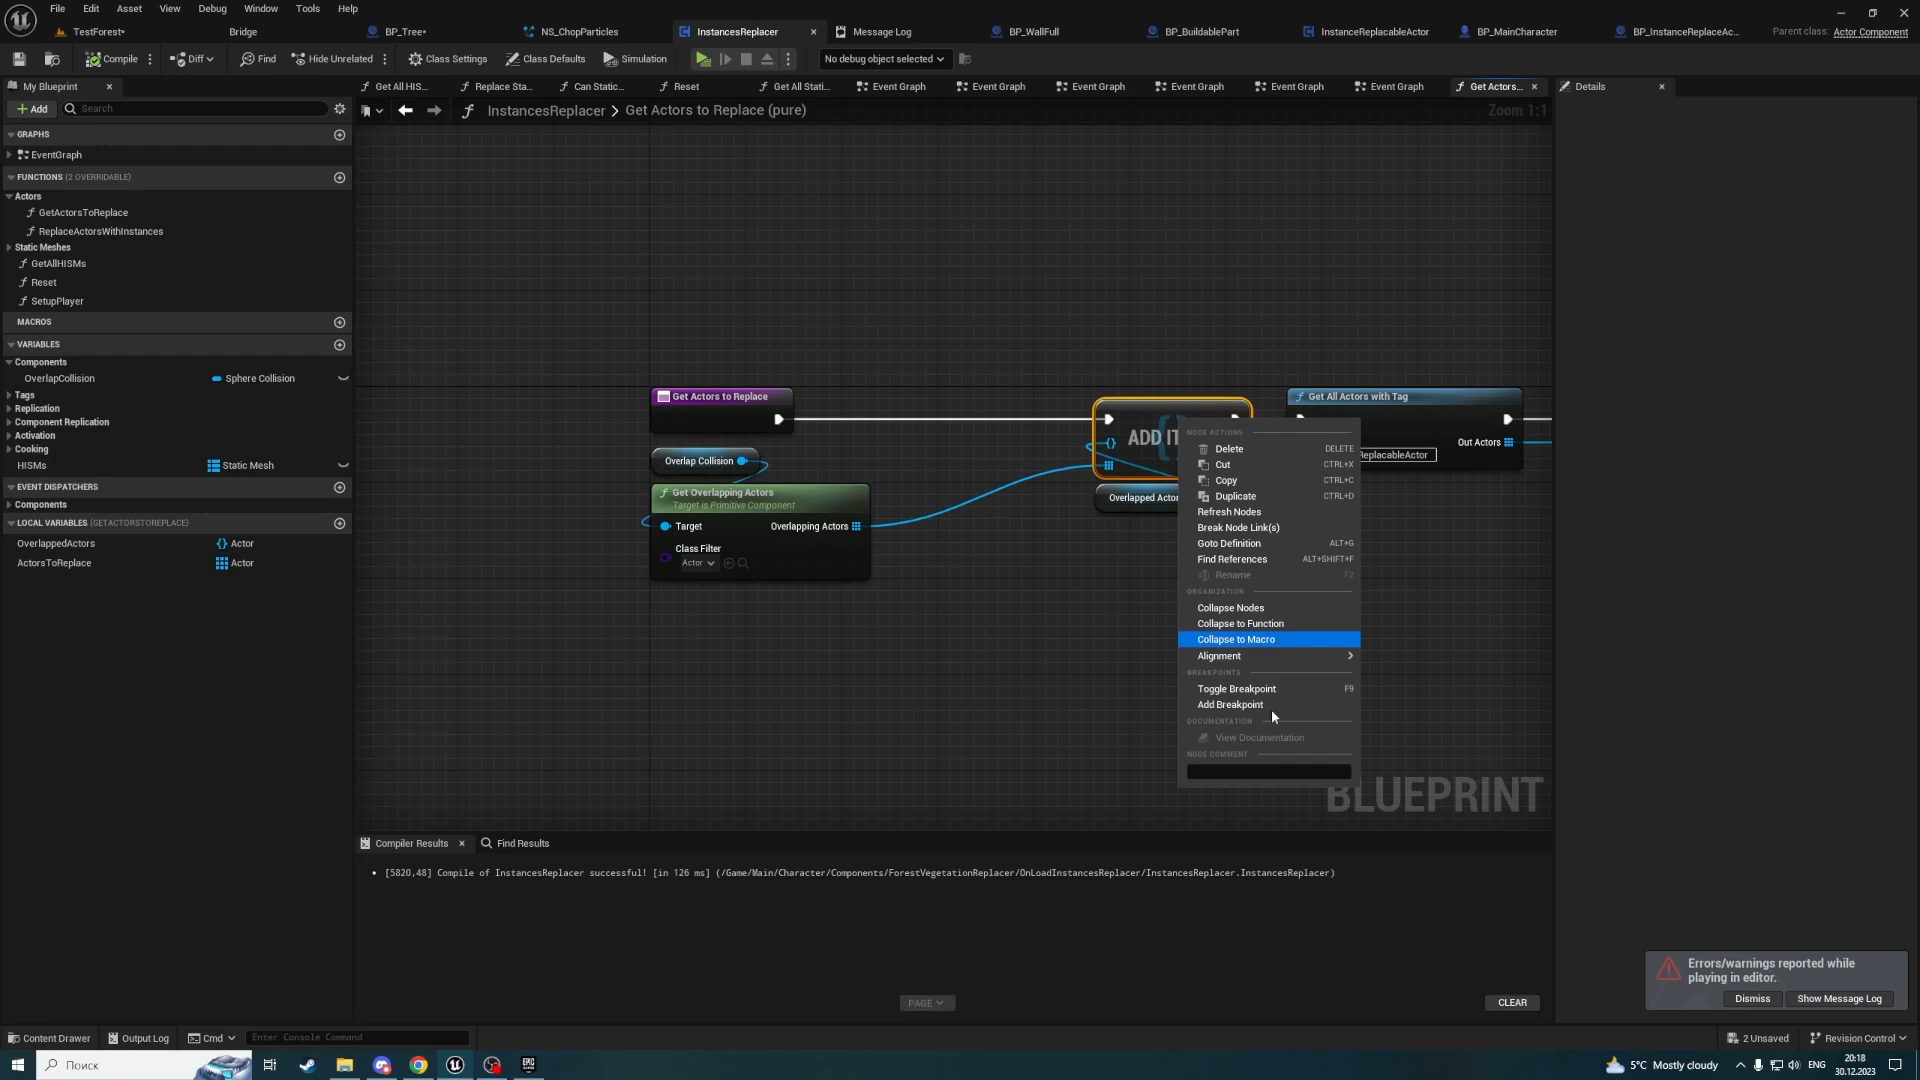 File Edit Asset View Debug Window Tools Help
TestForest* Bridge BP_Tree* NS_ChopParticles InstancesReplacer Message Log BP_WallFull BP_BuildablePart InstanceReplacableActor BP_MainCharacter BP_InstanceReplaceAc... Parent class: Actor Component
Compile Diff Find Hide Unrelated Class Settings Class Defaults Simulation No debug object selected
My Blueprint Get All HIS... Replace Sta... Can Static... Reset Get All Stati... Event Graph Event Graph Event Graph Event Graph Event Graph Event Graph Get Actors... Details
Add Search
InstancesReplacer > Get Actors to Replace (pure) Zoom 1:1
GRAPHS
EventGraph
FUNCTIONS (2 OVERRIDABLE)
Actors
GetActorsToReplace
ReplaceActorsWithInstances
Static Meshes
GetAllHISMs
Reset
SetupPlayer
MACROS
VARIABLES
Components
OverlapCollision Sphere Collision
Tags
Replication
Component Replication
Activation
Cooking
HISMs Static Mesh
EVENT DISPATCHERS
Components
LOCAL VARIABLES (GETACTORSTOREPLACE)
OverlappedActors Actor
ActorsToReplace Actor
Get Actors to Replace
Overlap Collision
Get Overlapping Actors
Target is Primitive Component
Target Overlapping Actors
Class Filter
Actor
ADD IT
Overlapped Actor
Get All Actors with Tag
Out Actors
ReplacableActor
NODE ACTIONS
Delete DELETE
Cut CTRL+X
Copy CTRL+C
Duplicate CTRL+D
Refresh Nodes
Break Node Link(s)
Goto Definition ALT+G
Find References ALT+SHIFT+F
Rename F2
ORGANIZATION
Collapse Nodes
Collapse to Function
Collapse to Macro
Alignment
BREAKPOINTS
Toggle Breakpoint F9
Add Breakpoint
DOCUMENTATION
View Documentation
NODE COMMENT
BLUEPRINT
Compiler Results Find Results
[5820,48] Compile of InstancesReplacer successful! [in 126 ms] (/Game/Main/Character/Components/ForestVegetationReplacer/OnLoadInstancesReplacer/InstancesReplacer.InstancesReplacer)
PAGE CLEAR
Errors/warnings reported while
playing in editor.
Dismiss Show Message Log
Content Drawer Output Log Cmd Enter Console Command 2 Unsaved Revision Control
Поиск EPIC GAMES 5°C Mostly cloudy ENG 20:18
30.12.2023